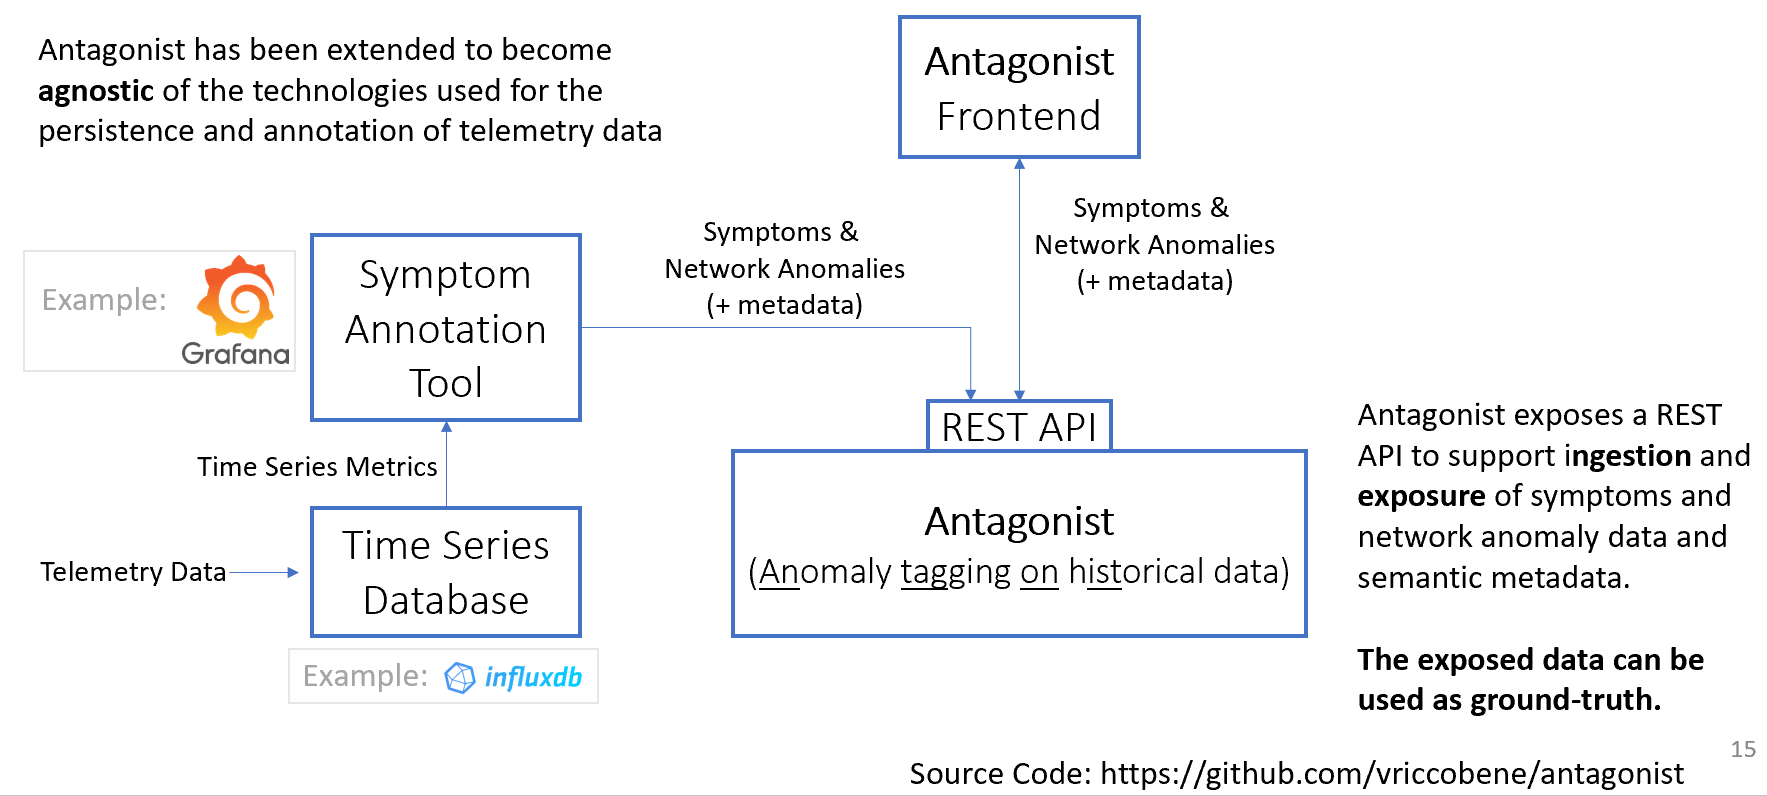 Antagonist has been extended to become
agnostic of the technologies used for the
persistence and annotation of telemetry data
Antagonist
Frontend
Symptoms &
Network Anomalies
(+ metadata)
Symptoms &
Network Anomalies
(+ metadata)
Example:
Grafana
Symptom
Annotation
Tool
REST API
Time Series Metrics
Antagonist
(Anomaly tagging on historical data)
Telemetry Data
Time Series
Database
Example:
influxdb
Antagonist exposes a REST
API to support ingestion and
exposure of symptoms and
network anomaly data and
semantic metadata.
The exposed data can be
used as ground-truth.
15
Source Code: https://github.com/vriccobene/antagonist